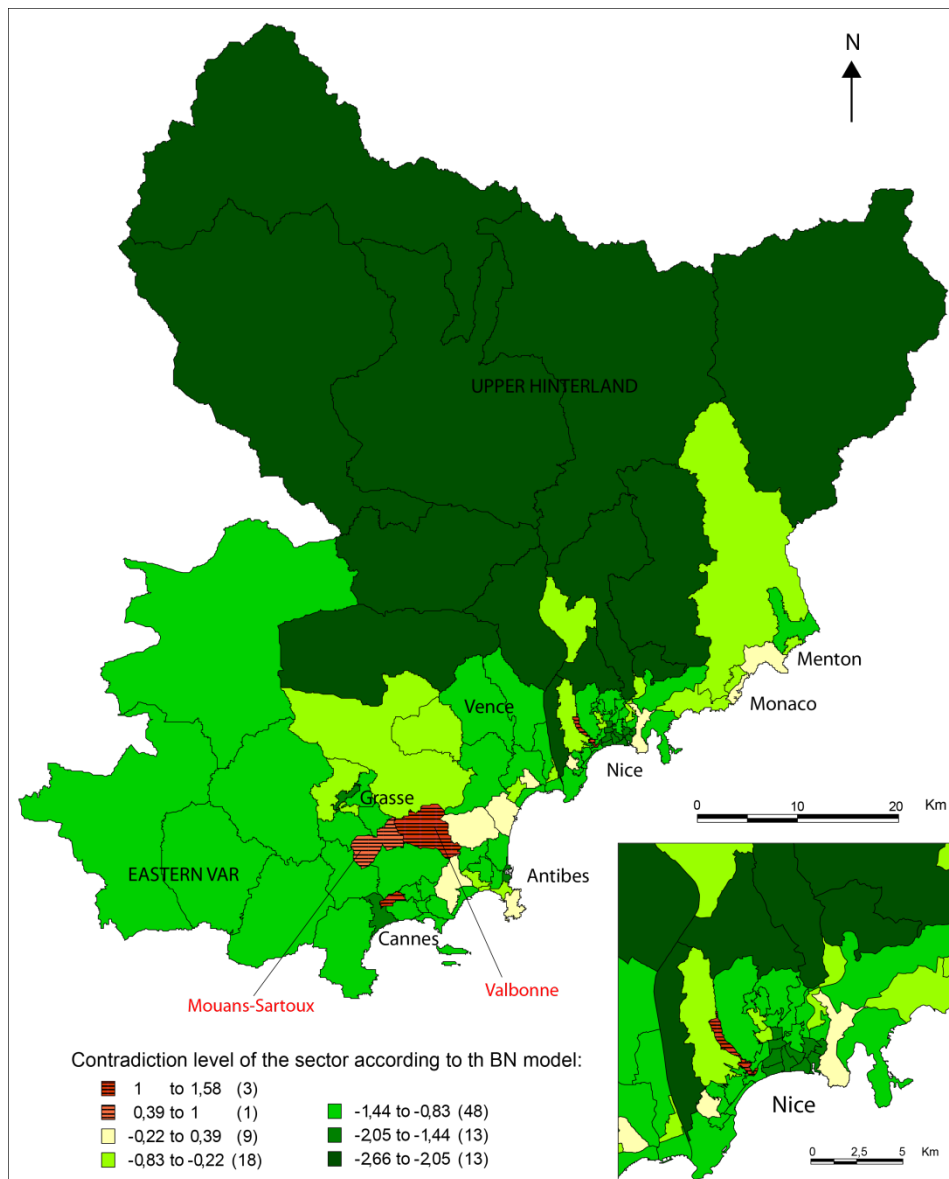 N
UPPER HINTERLAND
Menton
Monaco
Vence
Nice
Grasse
Km
0 10 20
EASTERN VAR
Antibes
Cannes
Mouans-Sartoux
Valbonne
Nice
Km
0 2,5 5
Contradiction level of the sector according to th BN model:
1 to 1,58 (3)
0,39 to 1 (1)
-0,22 to 0,39 (9)
-0,83 to -0,22 (18)
-1,44 to -0,83 (48)
-2,05 to -1,44 (13)
-2,66 to -2,05 (13)